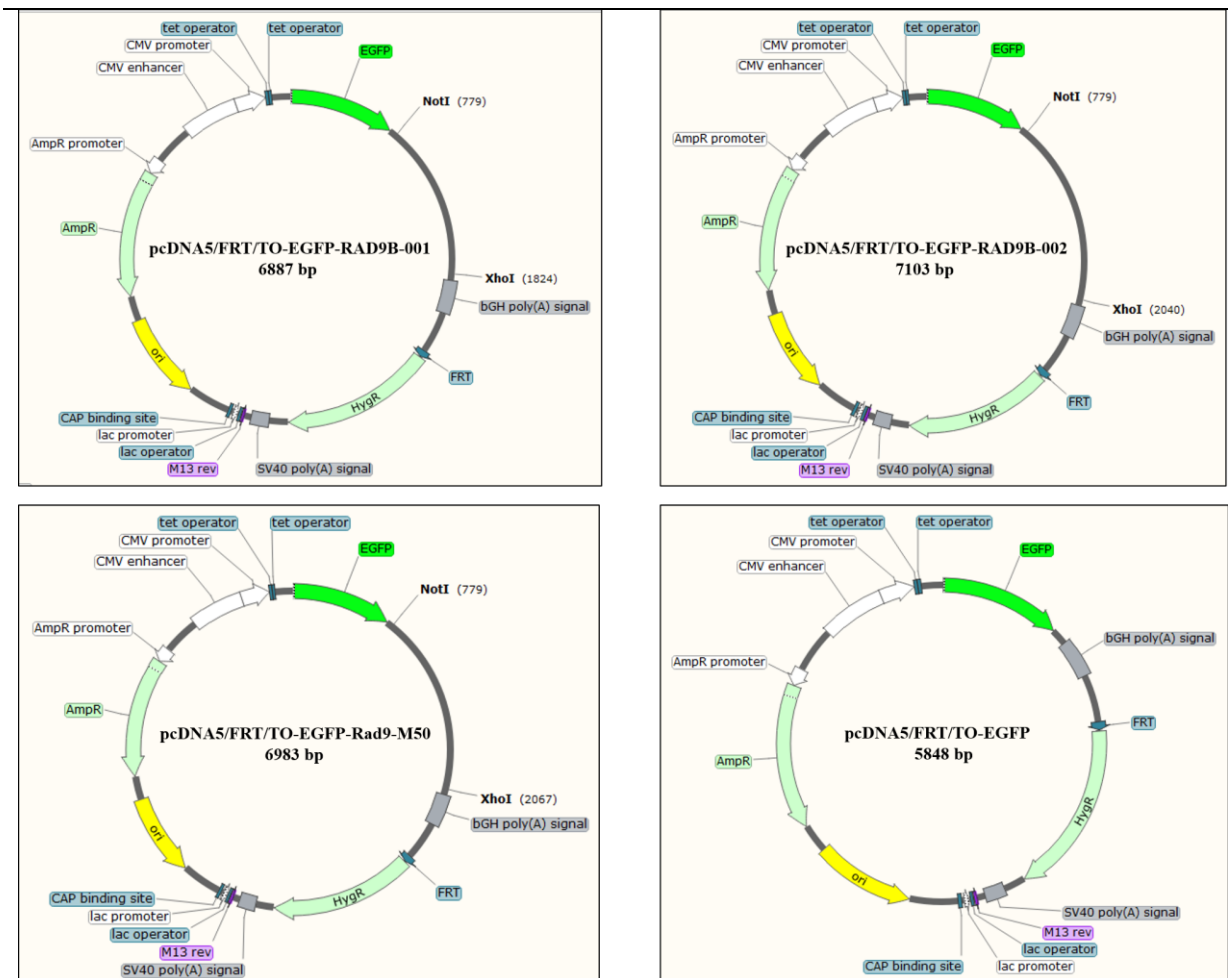 tet operator
tet operator
CMV promoter
EGFP
CMV enhancer
NotI (779)
AmpR promoter
AmpR
pcDNA5/FRT/TO-EGFP-RAD9B-001
6887 bp
XhoI (1824)
bGH poly(A) signal
ori
FRT
HygR
CAP binding site
lac promoter
lac operator
M13 rev
SV40 poly(A) signal
tet operator
tet operator
CMV promoter
EGFP
CMV enhancer
NotI (779)
AmpR promoter
AmpR
pcDNA5/FRT/TO-EGFP-RAD9B-002
7103 bp
XhoI (2040)
bGH poly(A) signal
ori
FRT
HygR
CAP binding site
lac promoter
lac operator
M13 rev
SV40 poly(A) signal
tet operator
tet operator
CMV promoter
EGFP
CMV enhancer
NotI (779)
AmpR promoter
AmpR
pcDNA5/FRT/TO-EGFP-Rad9-M50
6983 bp
XhoI (2067)
bGH poly(A) signal
ori
FRT
HygR
CAP binding site
lac promoter
lac operator
M13 rev
SV40 poly(A) signal
tet operator
tet operator
CMV promoter
EGFP
CMV enhancer
bGH poly(A) signal
AmpR promoter
FRT
pcDNA5/FRT/TO-EGFP
5848 bp
AmpR
HygR
ori
SV40 poly(A) signal
M13 rev
lac operator
CAP binding site
lac promoter